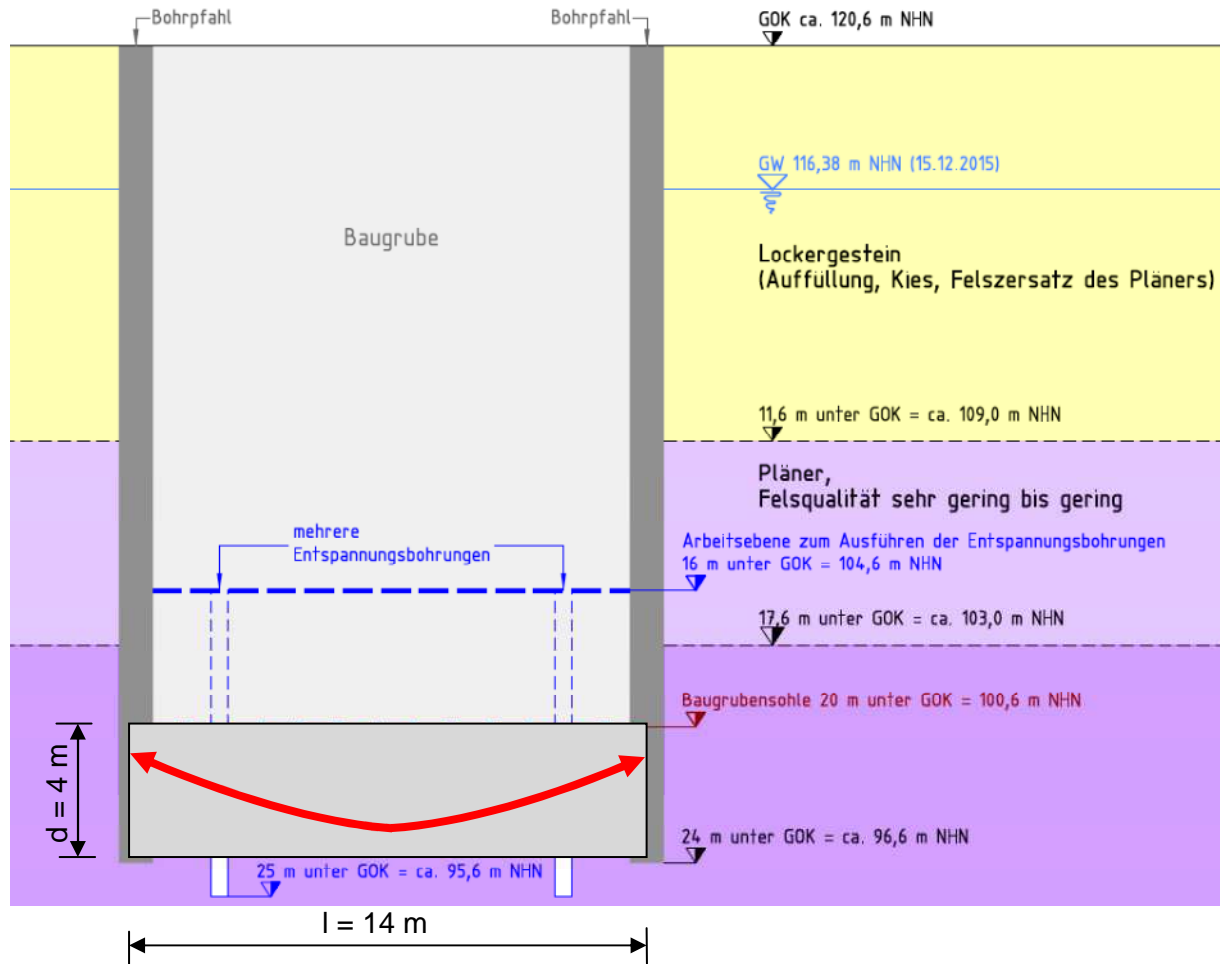 Bohrpfahl
Bohrpfahl
GOK ca. 120,6 m NHN
GW 116,38 m NHN (15.12.2015)
Baugrube
Lockergestein
(Auffüllung, Kies, Felszersatz des Pläners)
11,6 m unter GOK = ca. 109,0 m NHN
Pläner,
Felsqualität sehr gering bis gering
mehrere
Entspannungsbohrungen
Arbeitsebene zum Ausführen der Entspannungsbohrungen
16 m unter GOK = 104,6 m NHN
17,6 m unter GOK = ca. 103,0 m NHN
Baugrubensohle 20 m unter GOK = 100,6 m NHN
d = 4 m
24 m unter GOK = ca. 96,6 m NHN
25 m unter GOK = ca. 95,6 m NHN
l = 14 m